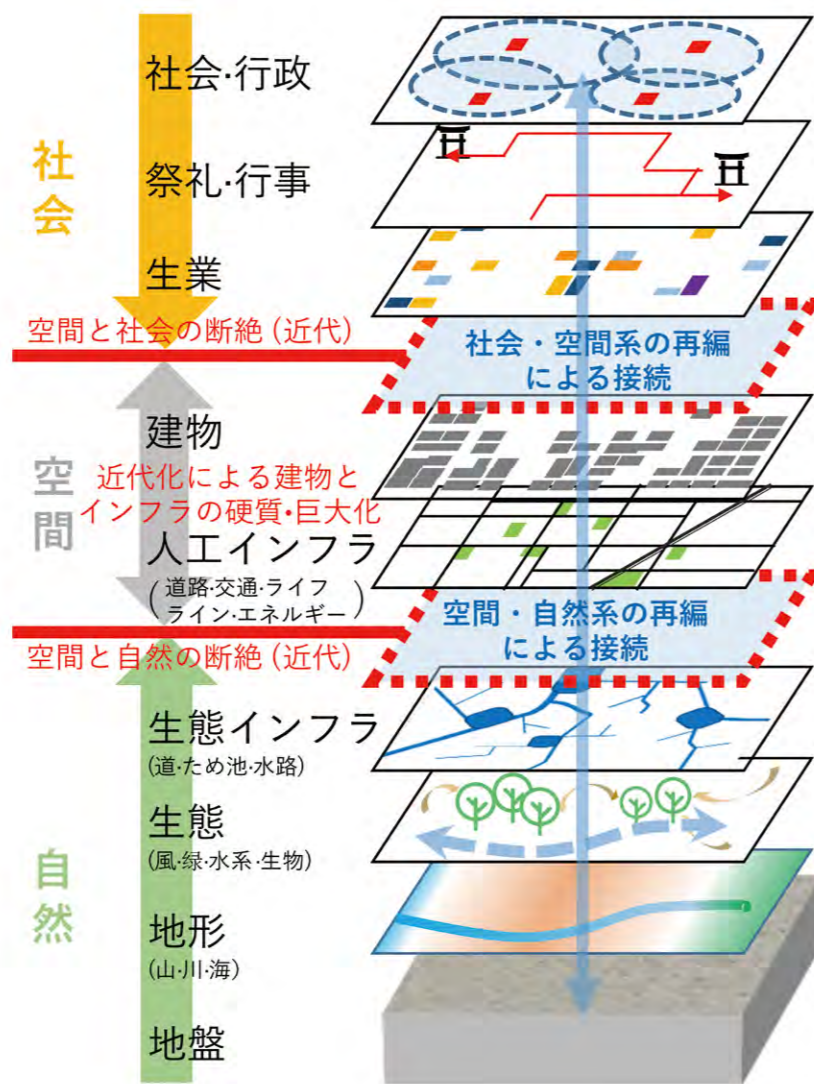 社会·行政
祭礼·行事
社会
生業
空間と社会の断絶(近代)
社会・空間系の再編
による接続
建物
空間
近代化による建物と
インフラの硬質・巨大化
人工インフラ
(道路·交通·ライフ
ライン·エネルギー)
空間・自然系の再編
による接続
空間と自然の断絶(近代)
生態インフラ
(道·ため池·水路)
生態
(風·绿·水系·生物)
自然
地形
(山·川·海)
地盤